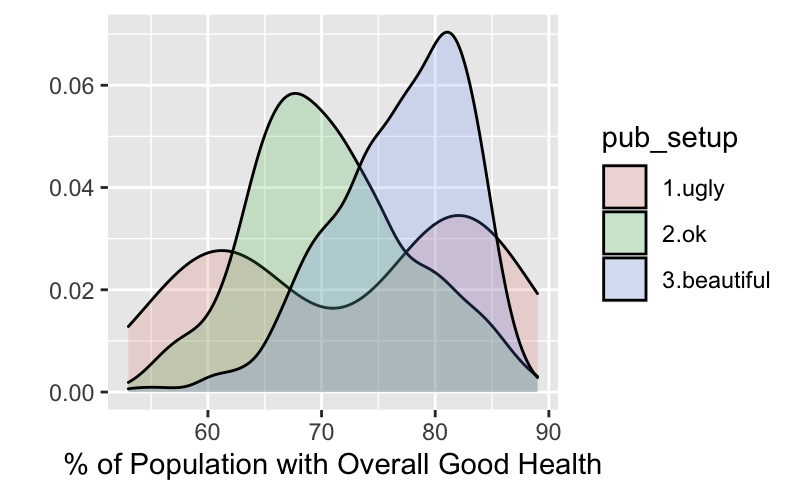 0.06
0.04
0.02
0.00
60 70 80 90
% of Population with Overall Good Health
pub_setup
1.ugly
2.ok
3.beautiful